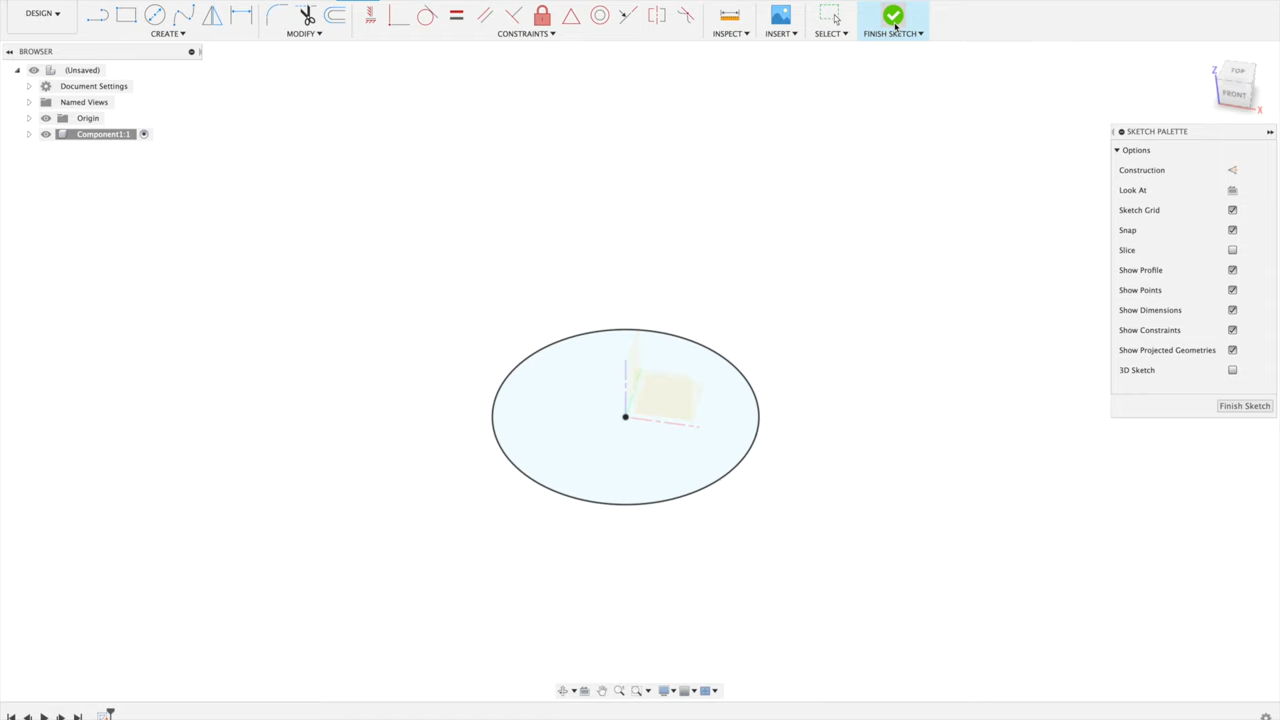 DESIGN
CREATE
MODIFY
CONSTRAINTS
INSPECT
INSERT
SELECT
FINISH SKETCH
BROWSER
(Unsaved)
Document Settings
Named Views
Origin
Component1:1
TOP
FRONT
Z
X
SKETCH PALETTE
Options
Construction
Look At
Sketch Grid
Snap
Slice
Show Profile
Show Points
Show Dimensions
Show Constraints
Show Projected Geometries
3D Sketch
Finish Sketch